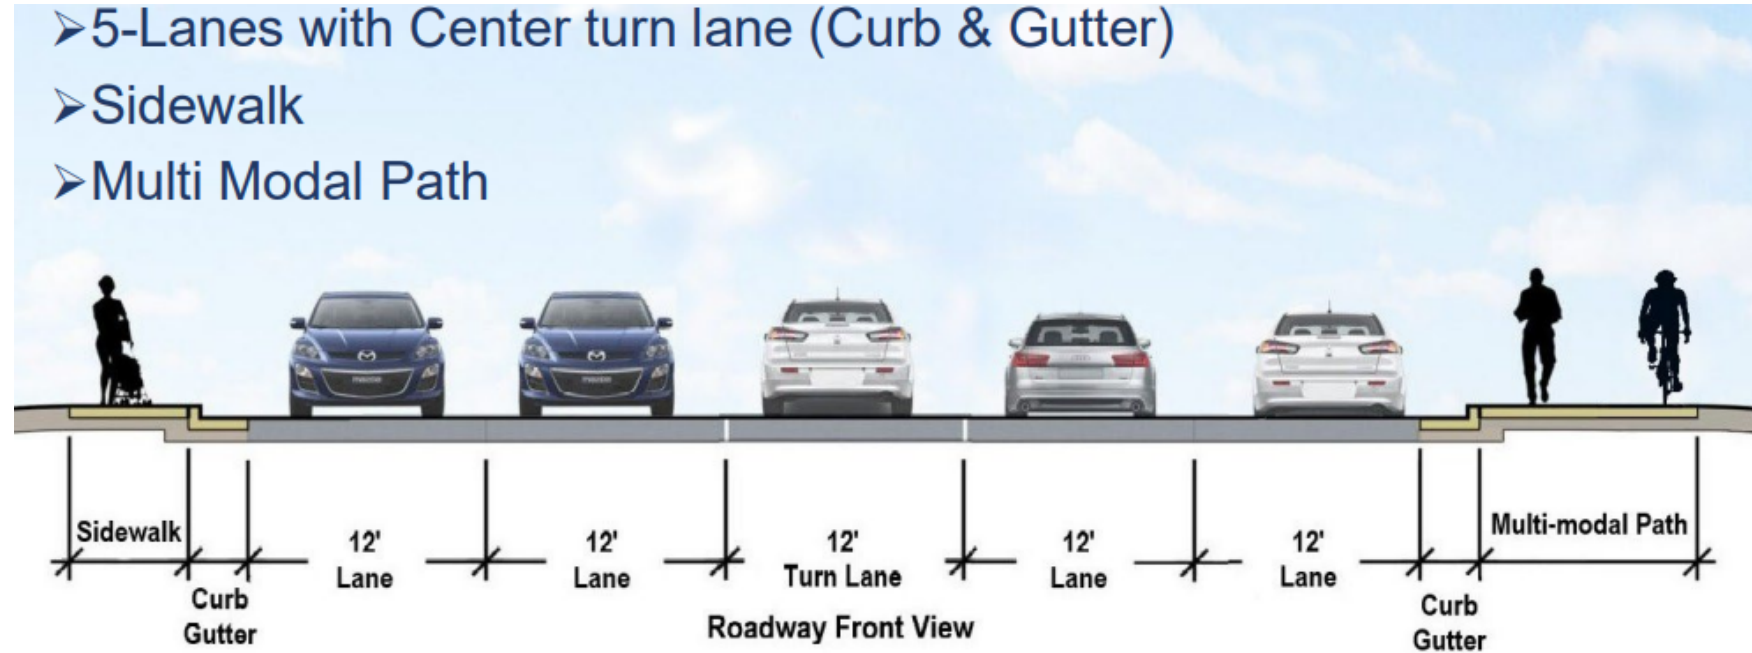 ➢5-Lanes with Center turn lane (Curb & Gutter)
➢Sidewalk
➢Multi Modal Path
Sidewalk
Curb
Gutter
12'
Lane
12'
Lane
12'
Turn Lane
12'
Lane
12'
Lane
Curb
Gutter
Multi-modal Path
Roadway Front View